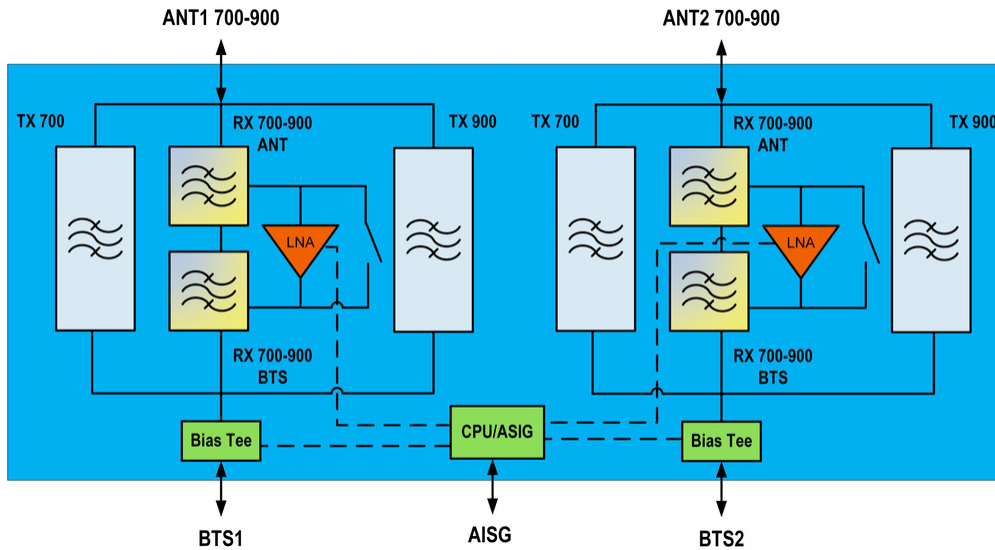 ANT1 700-900
ANT2 700-900
TX 700
RX 700-900
ANT
TX 900
TX 700
RX 700-900
ANT
TX 900
LNA
LNA
RX 700-900
BTS
RX 700-900
BTS
Bias Tee
CPU/ASIG
Bias Tee
BTS1
AISG
BTS2